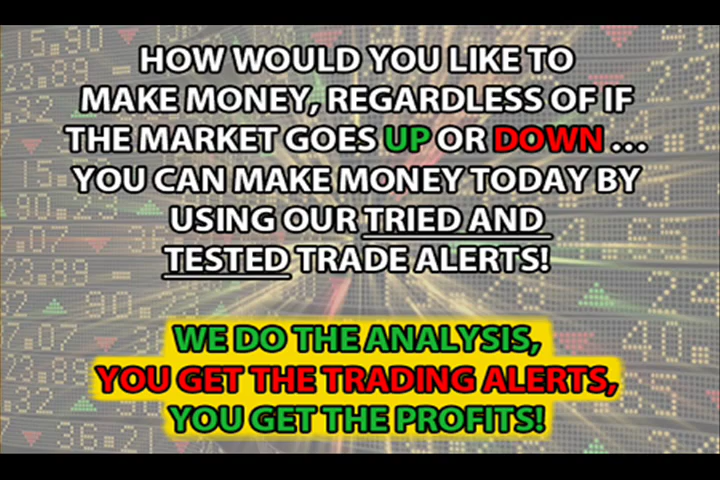 HOW WOULD YOU LIKE TO
MAKE MONEY, REGARDLESS OF IF
THE MARKET GOES UP OR DOWN ...
YOU CAN MAKE MONEY TODAY BY
USING OUR TRIED AND
TESTED TRADE ALERTS!
WE DO THE ANALYSIS,
YOU GET THE TRADING ALERTS,
YOU GET THE PROFITS!